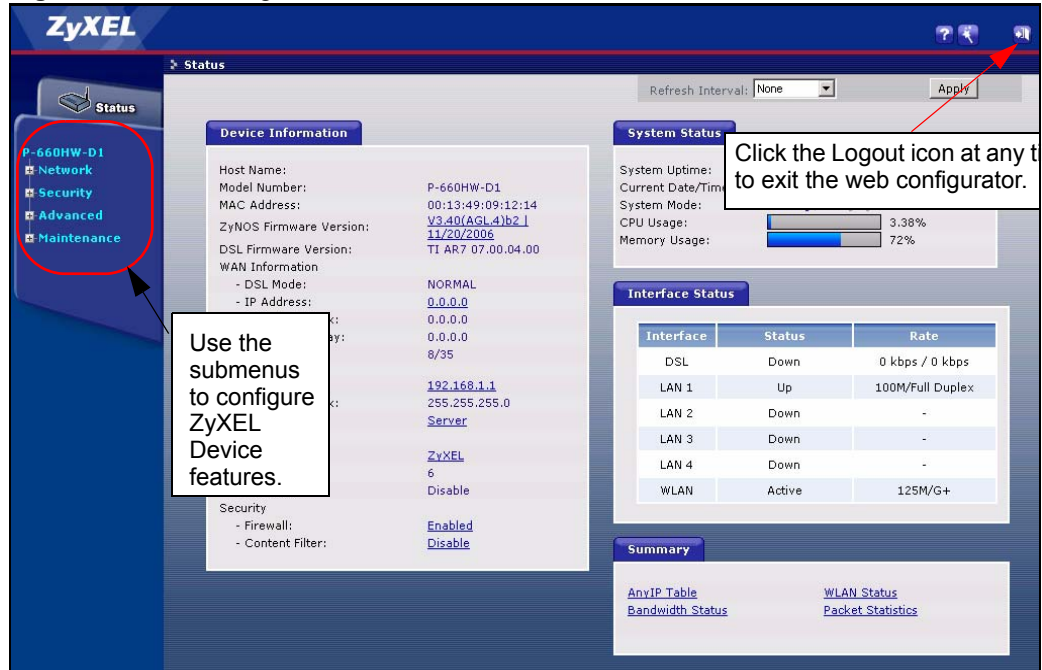 ZyXEL
Status
Status
Refresh Interval: None
Apply
P-660HW-D1
Network
Security
Advanced
Maintenance
Device Information
Host Name:
Model Number: P-660HW-D1
MAC Address: 00:13:49:09:12:14
ZyNOS Firmware Version: V3.40(AGL.4)b2 |
11/20/2006
DSL Firmware Version: TI AR7 07.00.04.00
WAN Information
- DSL Mode: NORMAL
- IP Address: 0.0.0.0
0.0.0.0
0.0.0.0
8/35
192.168.1.1
255.255.255.0
Server
ZyXEL
6
Disable
Security
- Firewall: Enabled
- Content Filter: Disable
Use the
submenus
to configure
ZyXEL
Device
features.
System Status
System Uptime:
Current Date/Time
System Mode:
CPU Usage: 3.38%
Memory Usage: 72%
Click the Logout icon at any ti
to exit the web configurator.
Interface Status
Interface Status Rate
DSL Down 0 kbps / 0 kbps
LAN 1 Up 100M/Full Duplex
LAN 2 Down -
LAN 3 Down -
LAN 4 Down -
WLAN Active 125M/G+
Summary
AnyIP Table WLAN Status
Bandwidth Status Packet Statistics